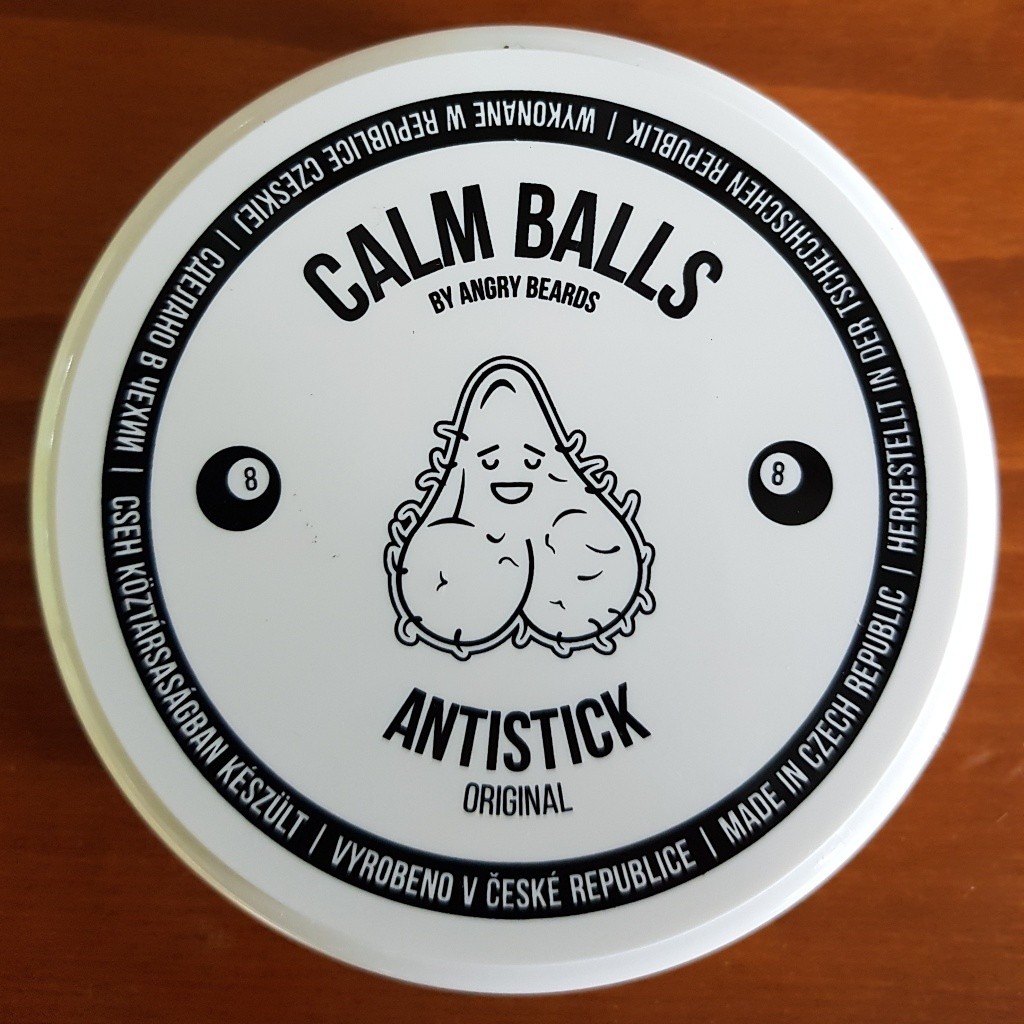 CALM BALLS
BY ANGRY BEARDS
8
8
ANTISTICK
ORIGINAL
CSEH KÖZTÁRSASÁGBAN KÉSZÜLT | VYROBENO V ČESKÉ REPUBLICE | MADE IN CZECH REPUBLIC | HERGESTELLT IN DER TSCHECHISCHEN REPUBLIK | WYKONANE W REPUBLICE CZESKIEJ | СДЕЛАНО В ЧЕХИИ |